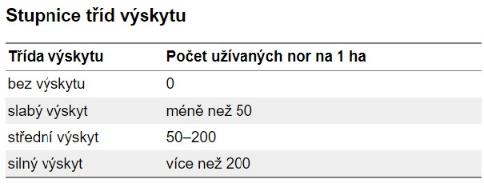 Stupnice tříd výskytu
Třída výskytu Počet užívaných nor na 1 ha
bez výskytu 0
slabý výskyt méně než 50
střední výskyt 50–200
silný výskyt více než 200